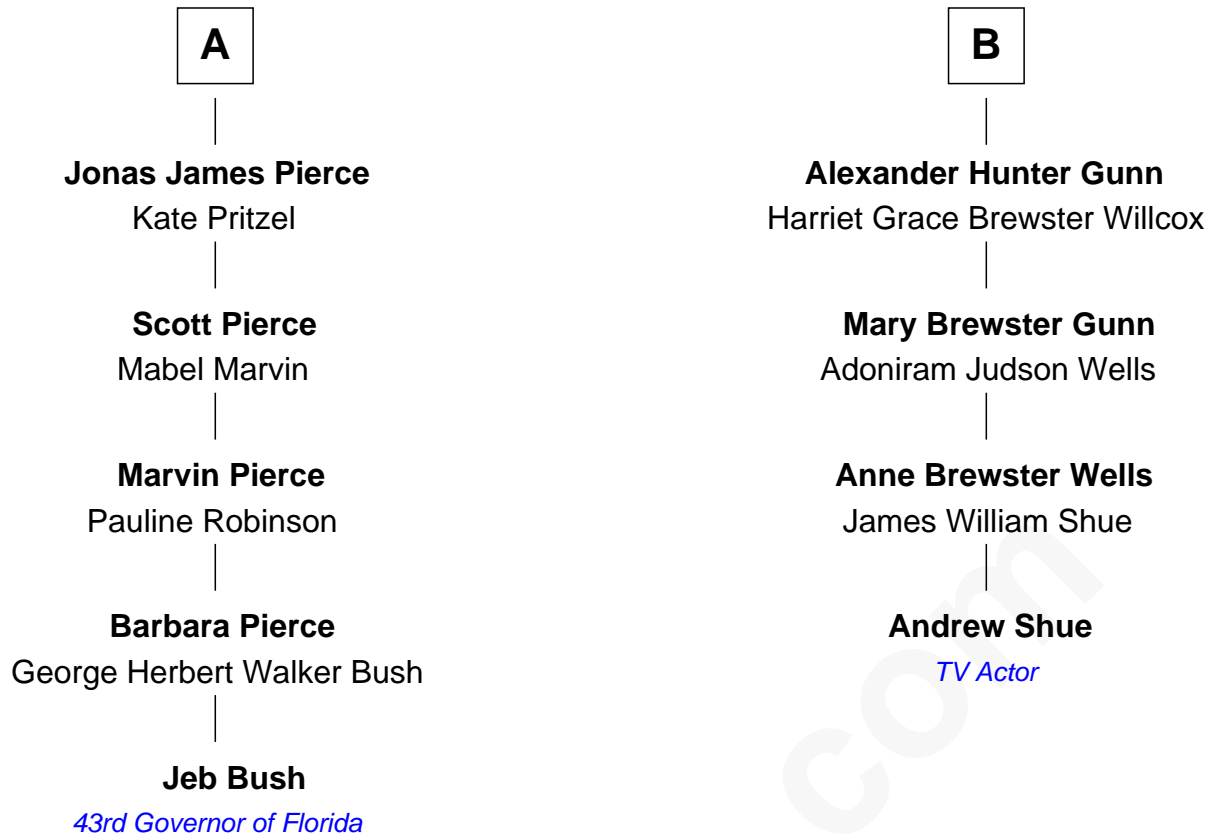 A
Jonas James Pierce
Kate Pritzel
Scott Pierce
Mabel Marvin
Marvin Pierce
Pauline Robinson
Barbara Pierce
George Herbert Walker Bush
Jeb Bush
43rd Governor of Florida
B
Alexander Hunter Gunn
Harriet Grace Brewster Willcox
Mary Brewster Gunn
Adoniram Judson Wells
Anne Brewster Wells
James William Shue
Andrew Shue
TV Actor
com